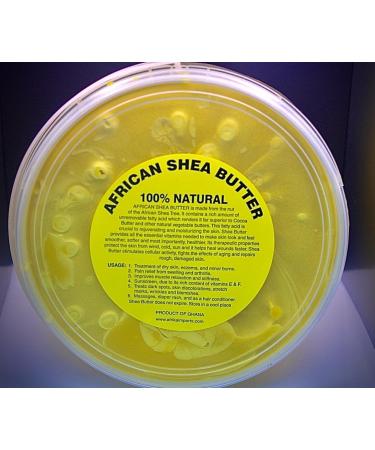 AFRICAN SHEA BUTTER
100% NATURAL
AFRICAN SHEA BUTTER is made from the nut
of the African Shea Tree. It contains a rich amount of
unremovable fatty acid which renders it far superior to Cocoa
Butter and other natural vegetable butters. This fatty acid is
crucial to rejuvenating and moisturizing the skin. Shea Butter
provides all the essential vitamins needed to make skin look and feel
smoother, softer and most importantly, healthier. Its therapeutic properties
protect the skin from wind, cold, sun and it helps heal wounds faster. Shea
Butter stimulates cellular activity, fights the effects of aging and repairs
rough, damaged skin.
USAGE: 1. Treatment of dry skin, eczema, and minor burns.
2. Pain relief from swelling and arthritis.
3. Improves muscle relaxation and stiffness.
4. Sunscreen, due to its rich content of vitamins E & F.
5. Treats dark spots, skin discolorations, stretch
marks, wrinkles and blemishes.
6. Massages, diaper rash, and as a hair conditioner.
Shea Butter does not expire. Store in a cool place
PRODUCT OF GHANA
www.africaimports.com